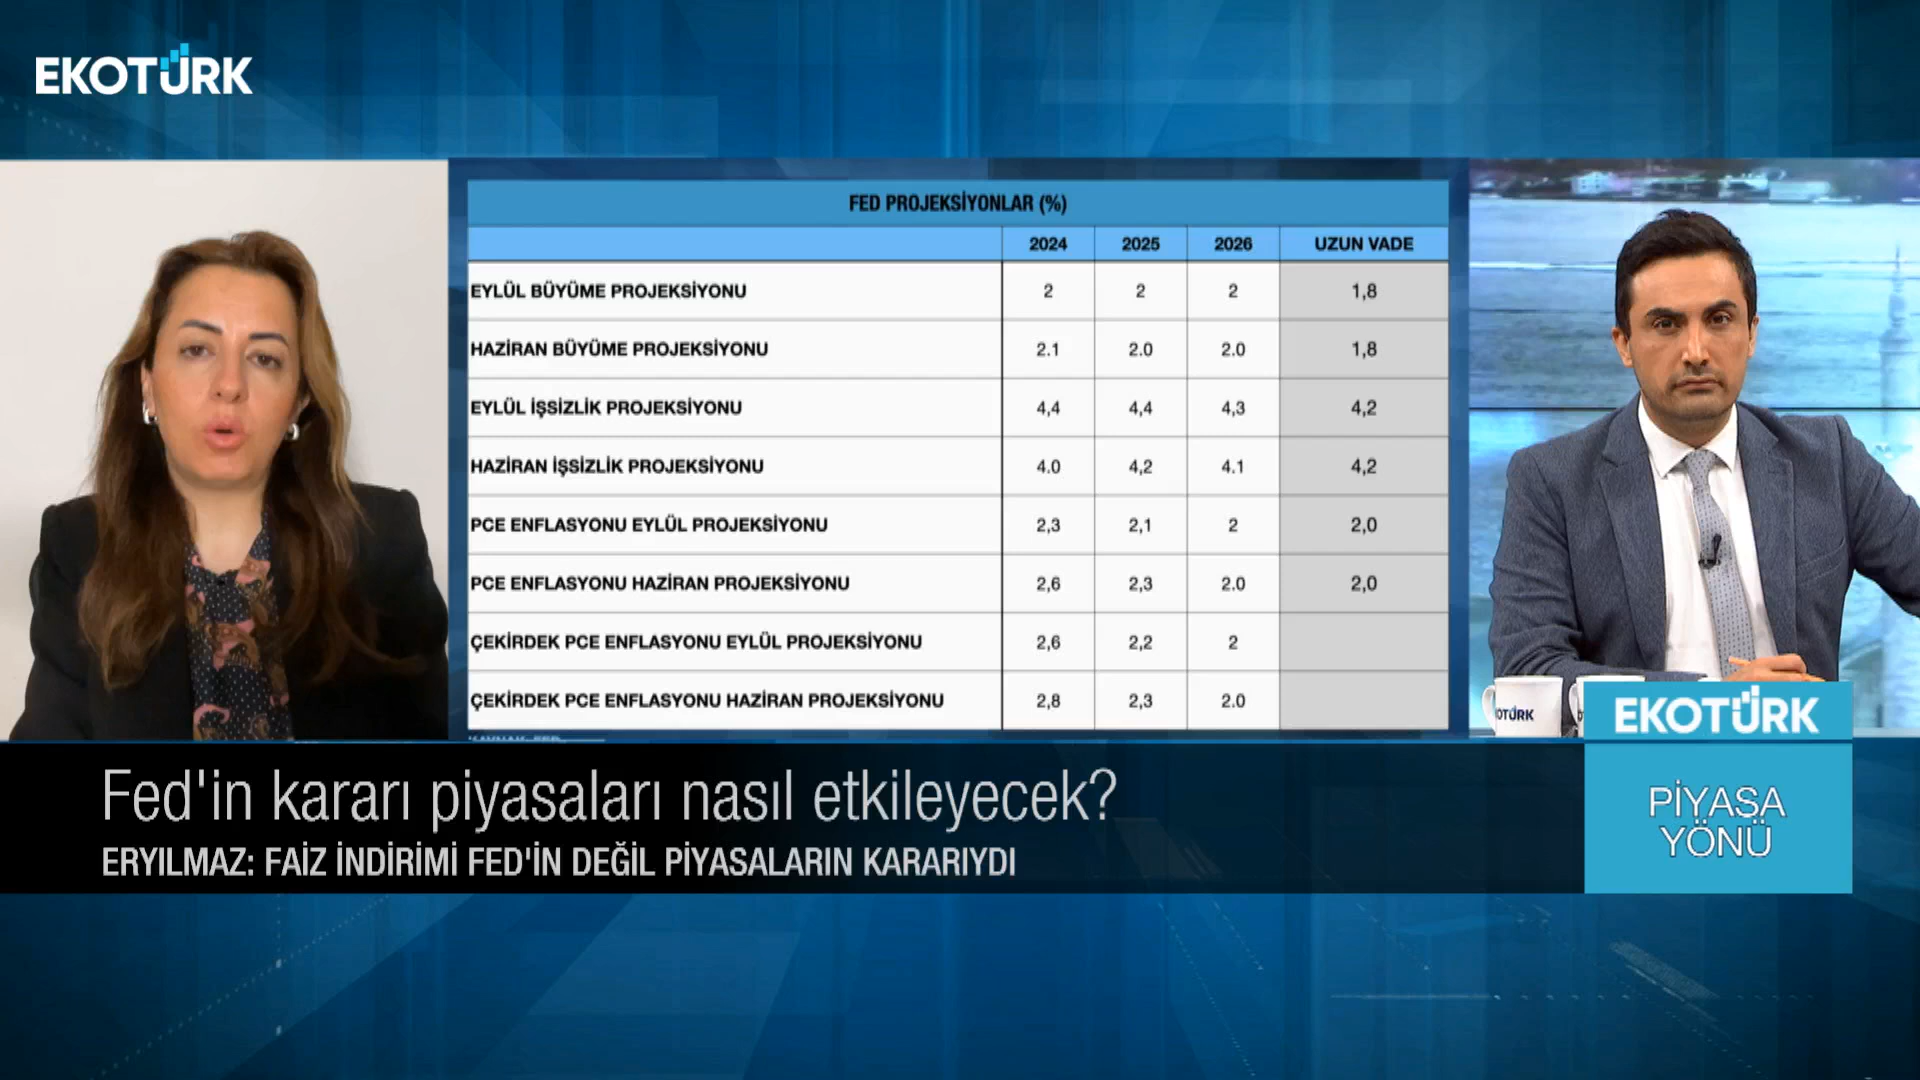 EKOTÜRK
FED PROJEKSİYONLAR (%)
2024 2025 2026 UZUN VADE
EYLÜL BÜYÜME PROJEKSİYONU 2 2 2 1,8
HAZİRAN BÜYÜME PROJEKSİYONU 2.1 2.0 2.0 1,8
EYLÜL İŞSİZLİK PROJEKSİYONU 4,4 4,4 4,3 4,2
HAZİRAN İŞSİZLİK PROJEKSİYONU 4.0 4,2 4.1 4,2
PCE ENFLASYONU EYLÜL PROJEKSİYONU 2,3 2,1 2 2,0
PCE ENFLASYONU HAZİRAN PROJEKSİYONU 2,6 2,3 2.0 2,0
ÇEKİRDEK PCE ENFLASYONU EYLÜL PROJEKSİYONU 2,6 2,2 2
ÇEKİRDEK PCE ENFLASYONU HAZİRAN PROJEKSİYONU 2,8 2,3 2.0
OTÜRK
EKOTÜRK
Fed'in kararı piyasaları nasıl etkileyecek?
ERYILMAZ: FAİZ İNDİRİMİ FED'İN DEĞİL PİYASALARIN KARARIYDI
PİYASA
YÖNÜ